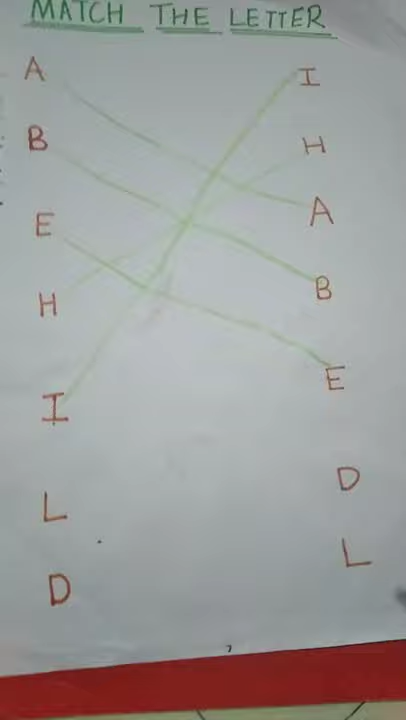 MATCH THE LETTER
A I
B H
E A
H B
I E
L D
D L